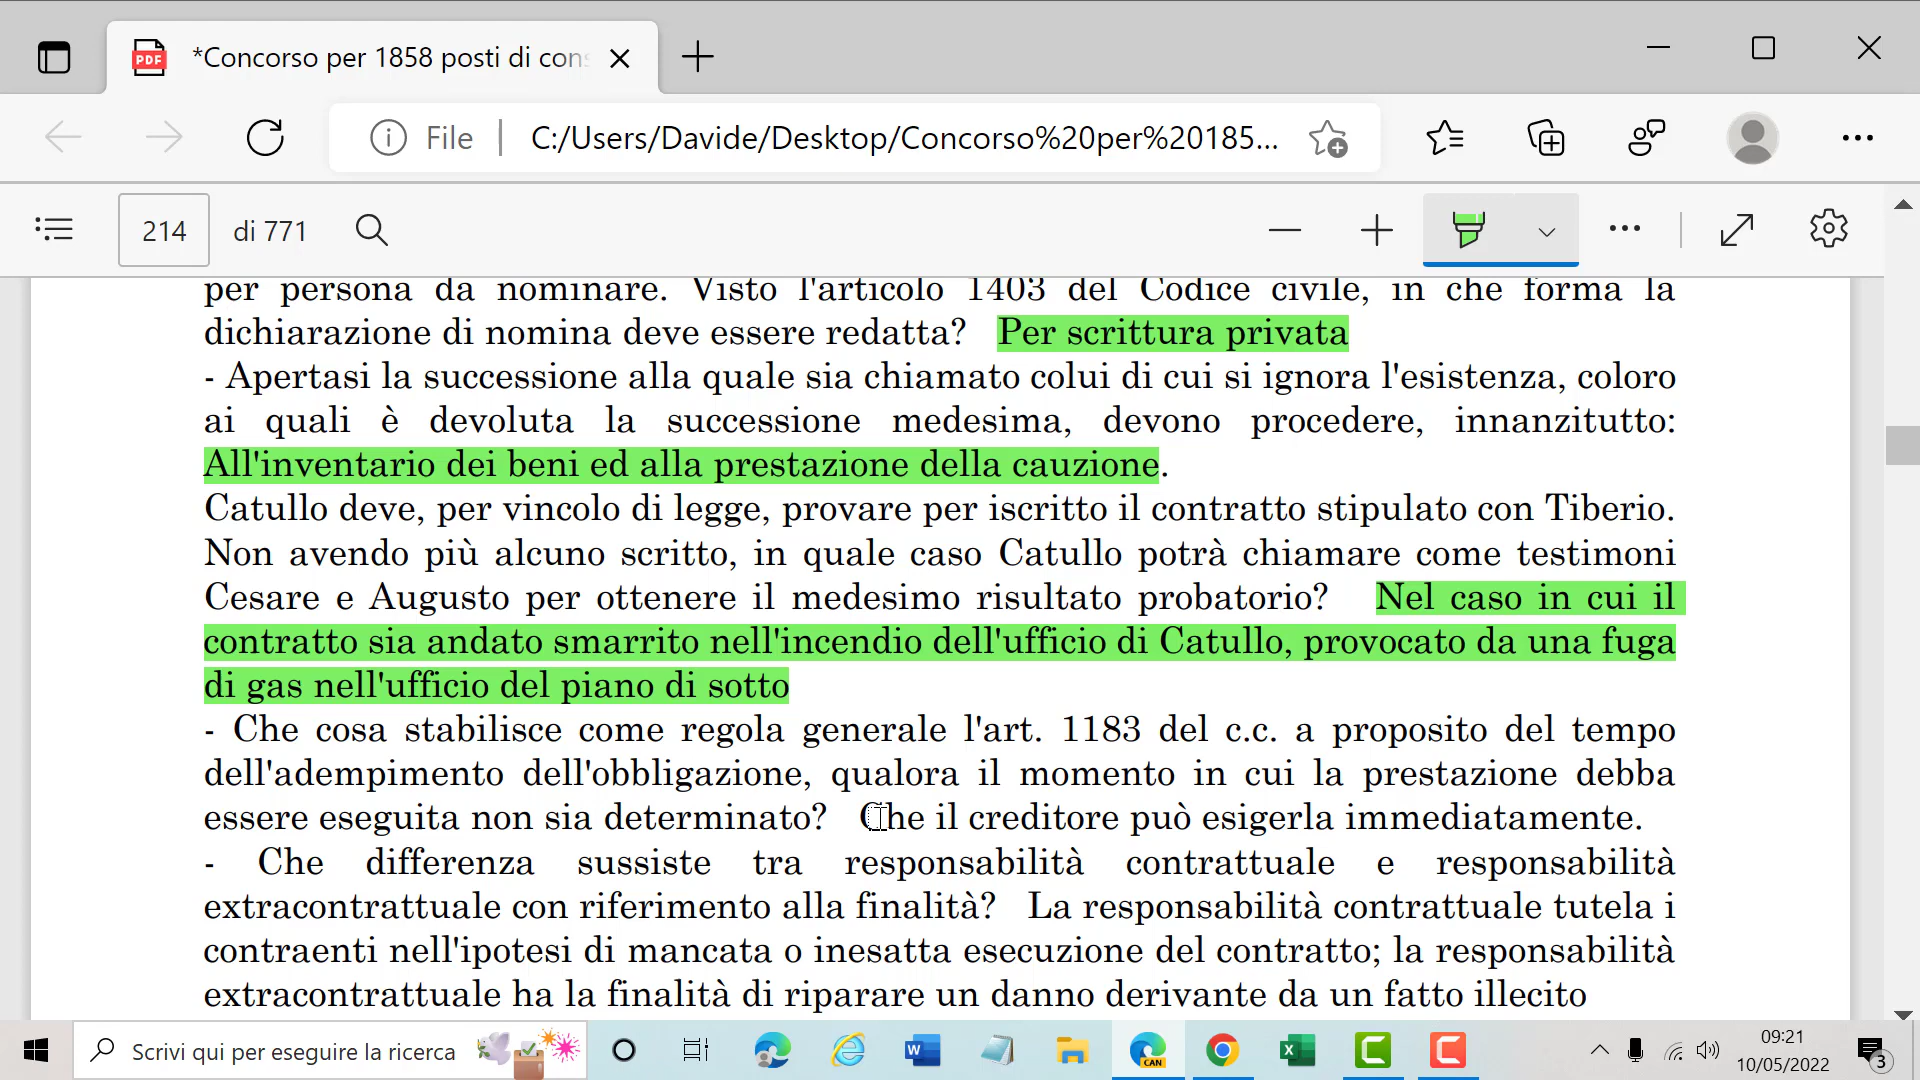 *Concorso per 1858 posti di con
File
C:/Users/Davide/Desktop/Concorso%20per%20185...
214 di 771
per persona da nominare. Visto l'articolo 1403 del Codice civile, in che forma la
dichiarazione di nomina deve essere redatta? Per scrittura privata
- Apertasi la successione alla quale sia chiamato colui di cui si ignora l'esistenza, coloro
ai quali è devoluta la successione medesima, devono procedere, innanzitutto:
All'inventario dei beni ed alla prestazione della cauzione.
Catullo deve, per vincolo di legge, provare per iscritto il contratto stipulato con Tiberio.
Non avendo più alcuno scritto, in quale caso Catullo potrà chiamare come testimoni
Cesare e Augusto per ottenere il medesimo risultato probatorio? Nel caso in cui il
contratto sia andato smarrito nell'incendio dell'ufficio di Catullo, provocato da una fuga
di gas nell'ufficio del piano di sotto
- Che cosa stabilisce come regola generale l'art. 1183 del c.c. a proposito del tempo
dell'adempimento dell'obbligazione, qualora il momento in cui la prestazione debba
essere eseguita non sia determinato? Che il creditore può esigerla immediatamente.
- Che differenza sussiste tra responsabilità contrattuale e responsabilità
extracontrattuale con riferimento alla finalità? La responsabilità contrattuale tutela i
contraenti nell'ipotesi di mancata o inesatta esecuzione del contratto; la responsabilità
extracontrattuale ha la finalità di riparare un danno derivante da un fatto illecito
Scrivi qui per eseguire la ricerca
CAN
09:21
10/05/2022
3